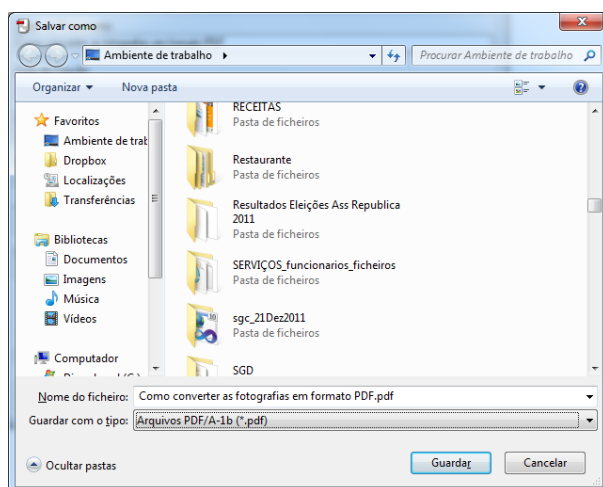 Salvar como
Ambiente de trabalho
Procurar Ambiente de trabalho
Organizar
Nova pasta
Favoritos
Ambiente de trab
Dropbox
Localizações
Transferências
Bibliotecas
Documentos
Imagens
Música
Vídeos
Computador
RECEITAS
Pasta de ficheiros
Restaurante
Pasta de ficheiros
Resultados Eleições Ass Republica
2011
Pasta de ficheiros
SERVIÇOS_funcionarios_ficheiros
Pasta de ficheiros
sgc_21Dez2011
Pasta de ficheiros
SGD
Nome do ficheiro: Como converter as fotografias em formato PDF.pdf
Guardar com o tipo: Arquivos PDF/A-1b (*.pdf)
Ocultar pastas
Guardar
Cancelar